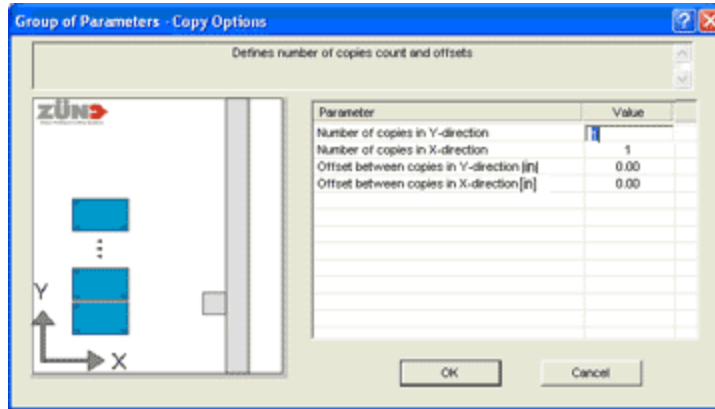 Group of Parameters - Copy Options
Defines number of copies count and offsets
ZÜND
Parameter Value
Number of copies in Y-direction 1
Number of copies in X-direction 1
Offset between copies in Y-direction [in] 0.00
Offset between copies in X-direction [in] 0.00
Y
X
OK Cancel